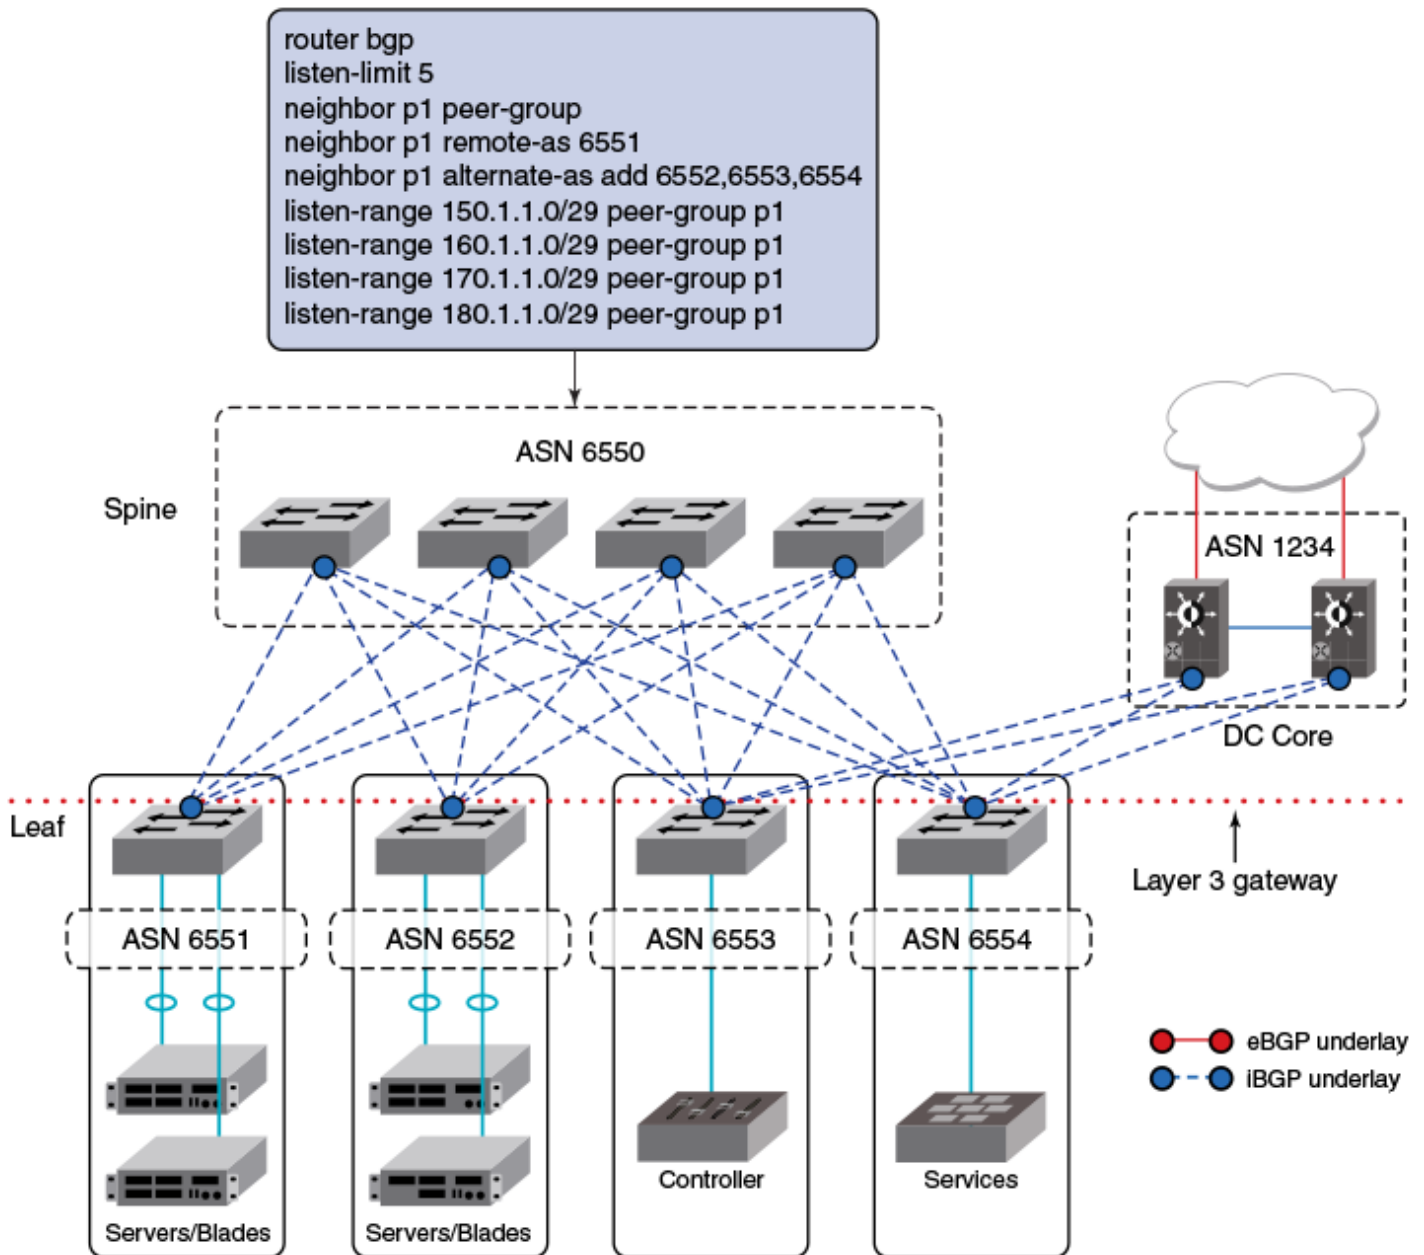 router bgp
listen-limit 5
neighbor p1 peer-group
neighbor p1 remote-as 6551
neighbor p1 alternate-as add 6552,6553,6554
listen-range 150.1.1.0/29 peer-group p1
listen-range 160.1.1.0/29 peer-group p1
listen-range 170.1.1.0/29 peer-group p1
listen-range 180.1.1.0/29 peer-group p1
ASN 6550
Spine
ASN 1234
DC Core
Leaf
Layer 3 gateway
ASN 6551
ASN 6552
ASN 6553
ASN 6554
eBGP underlay
iBGP underlay
Controller
Services
Servers/Blades
Servers/Blades